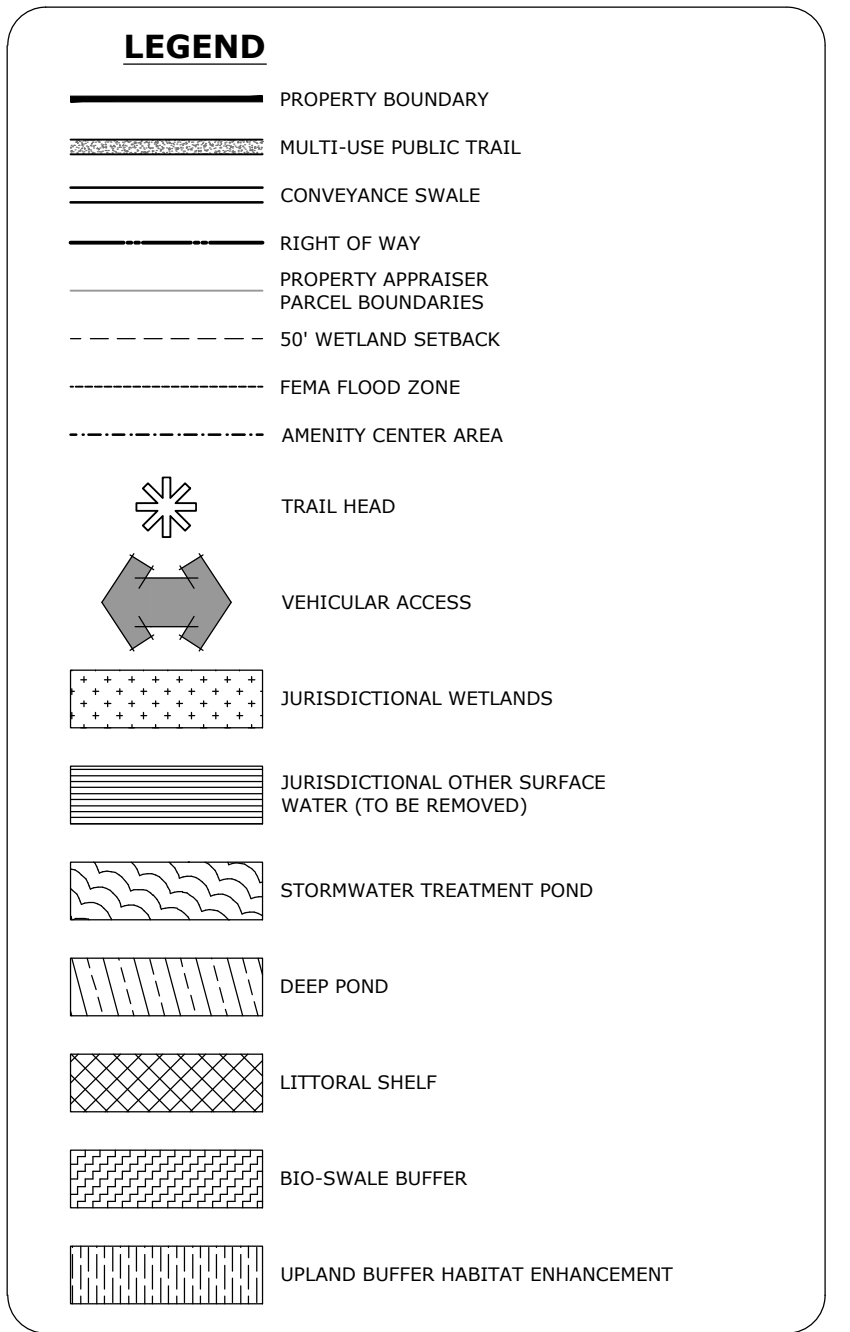 LEGEND
PROPERTY BOUNDARY
MULTI-USE PUBLIC TRAIL
CONVEYANCE SWALE
RIGHT OF WAY
PROPERTY APPRAISER
PARCEL BOUNDARIES
50' WETLAND SETBACK
FEMA FLOOD ZONE
AMENITY CENTER AREA
TRAIL HEAD
VEHICULAR ACCESS
JURISDICTIONAL WETLANDS
JURISDICTIONAL OTHER SURFACE
WATER (TO BE REMOVED)
STORMWATER TREATMENT POND
DEEP POND
LITTORAL SHELF
BIO-SWALE BUFFER
UPLAND BUFFER HABITAT ENHANCEMENT